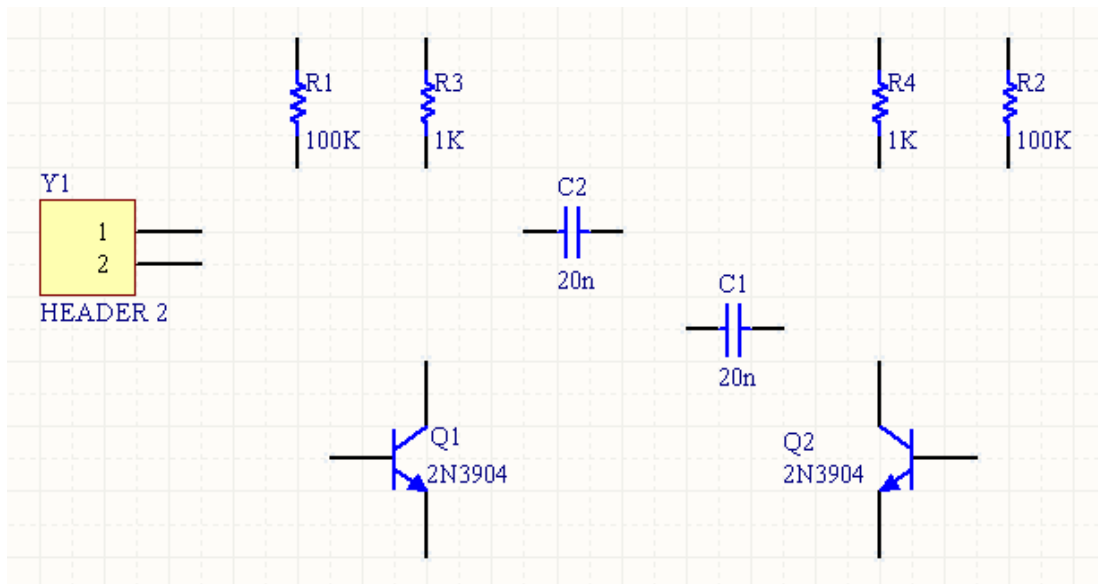 R1
100K
R3
1K
R4
1K
R2
100K
Y1
1
2
HEADER 2
C2
20n
C1
20n
Q1
2N3904
Q2
2N3904